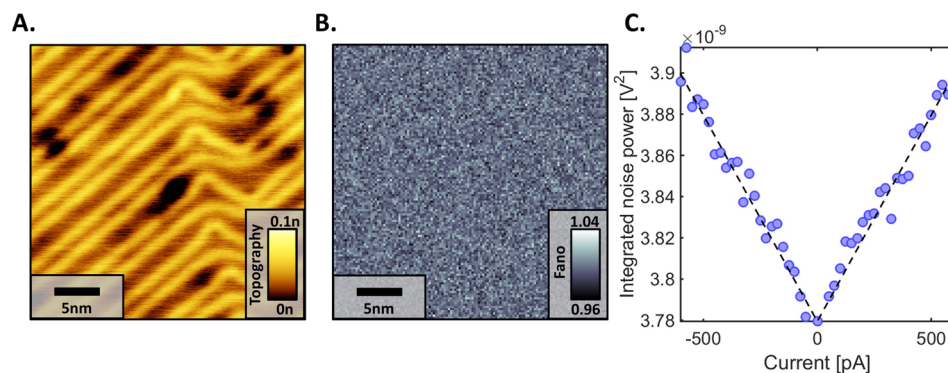 A.
0.1n
Topography
0n
5nm
B.
1.04
Fano
0.96
5nm
C.
× 10⁻⁹
Integrated noise power [V²]
3.9
3.88
3.86
3.84
3.82
3.8
3.78
-500
0
500
Current [pA]